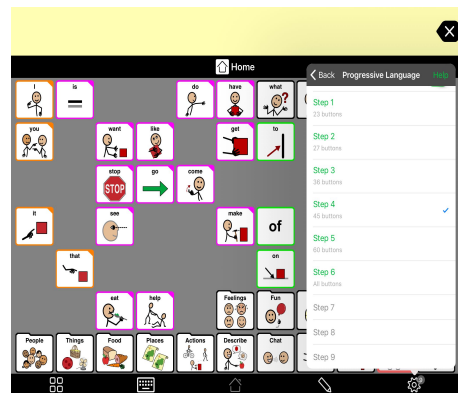 Home
Back Progressive Language Help
I is do have what
Step 1
23 buttons
you want like get to
Step 2
27 buttons
stop go come
STOP
Step 3
36 buttons
Step 4
45 buttons
it see make of
Step 5
60 buttons
that on
Step 6
All buttons
eat help Feelings Fun
Step 7
Step 8
People Things Food Places Actions Describe Chat
Step 9